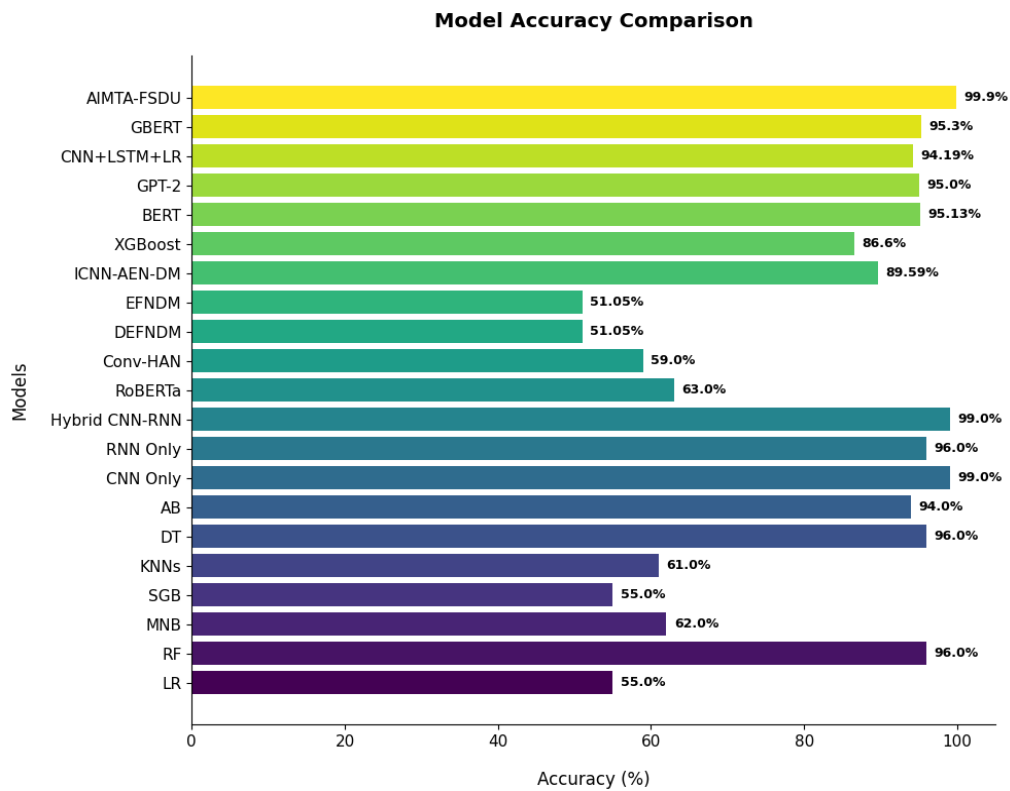 Model Accuracy Comparison
AIMTA-FSDU 99.9%
GBERT 95.3%
CNN+LSTM+LR 94.19%
GPT-2 95.0%
BERT 95.13%
XGBoost 86.6%
ICNN-AEN-DM 89.59%
EFNDM 51.05%
DEFNDM 51.05%
Conv-HAN 59.0%
RoBERTa 63.0%
Hybrid CNN-RNN 99.0%
RNN Only 96.0%
CNN Only 99.0%
AB 94.0%
DT 96.0%
KNNs 61.0%
SGB 55.0%
MNB 62.0%
RF 96.0%
LR 55.0%
Models
0 20 40 60 80 100
Accuracy (%)